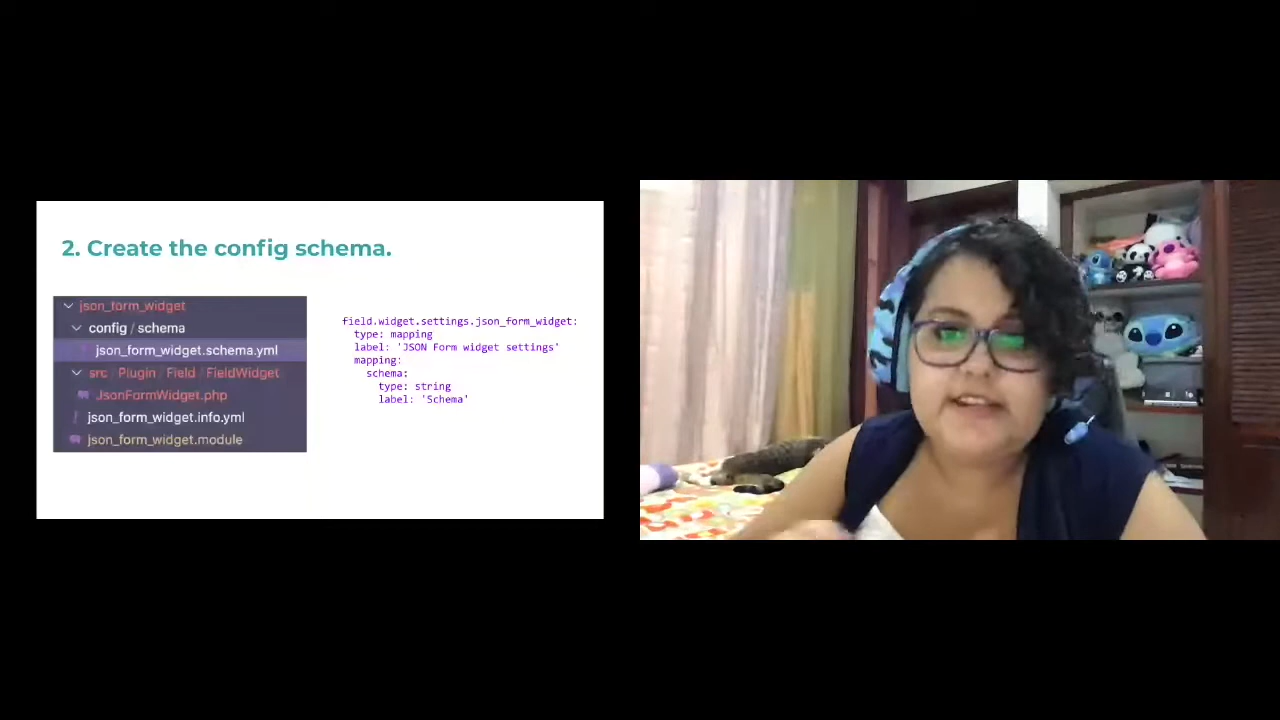 2. Create the config schema.
json_form_widget
config / schema
json_form_widget.schema.yml
src / Plugin / Field / FieldWidget
JsonFormWidget.php
json_form_widget.info.yml
json_form_widget.module
field.widget.settings.json_form_widget:
type: mapping
label: 'JSON Form widget settings'
mapping:
schema:
type: string
label: 'Schema'